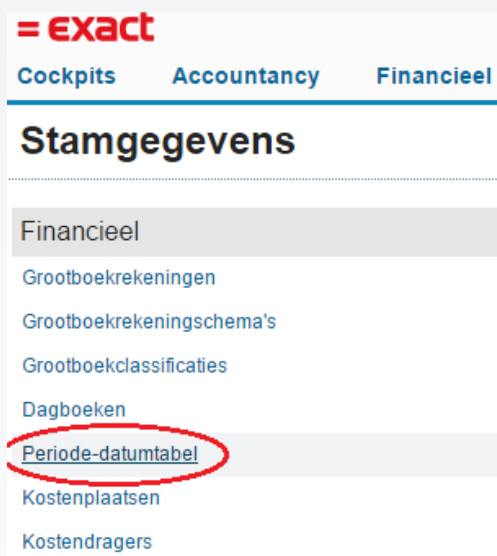 = exact
Cockpits Accountancy Financieel
Stamgegevens
Financieel
Grootboekrekeningen
Grootboekrekeningschema's
Grootboekclassificaties
Dagboeken
Periode-datumtabel
Kostenplaatsen
Kostendragers